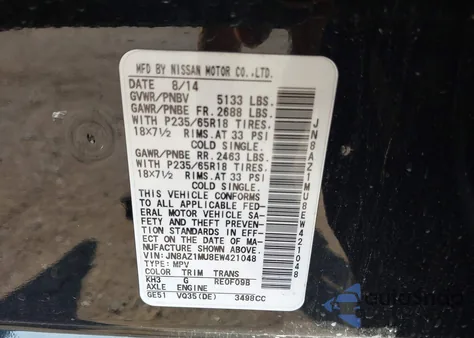 MFD BY NISSAN MOTOR CO.,LTD.
DATE 8/14
GVWR/PNBV 5133 LBS.
GAWR/PNBE FR. 2688 LBS.
WITH P235/65R18 TIRES.
18X7½ RIMS.AT 33 PSI
COLD SINGLE.
GAWR/PNBE RR. 2463 LBS.
WITH P235/65R18 TIRES.
18X7½ RIMS.AT 33 PSI
COLD SINGLE.
THIS VEHICLE CONFORMS
TO ALL APPLICABLE FED-
ERAL MOTOR VEHICLE SA-
FETY AND THEFT PREVENTION
STANDARDS IN EFF-
ECT ON THE DATE OF MA-
NUFACTURE SHOWN ABOVE.
VIN: JN8AZ1MU8EW421048
TYPE: MPV
COLOR TRIM TRANS
KH3 G RE0F09B
AXLE ENGINE
GE51 VQ35(DE) 3498CC
JN8AZ1MU8EW421048
AutoSnap